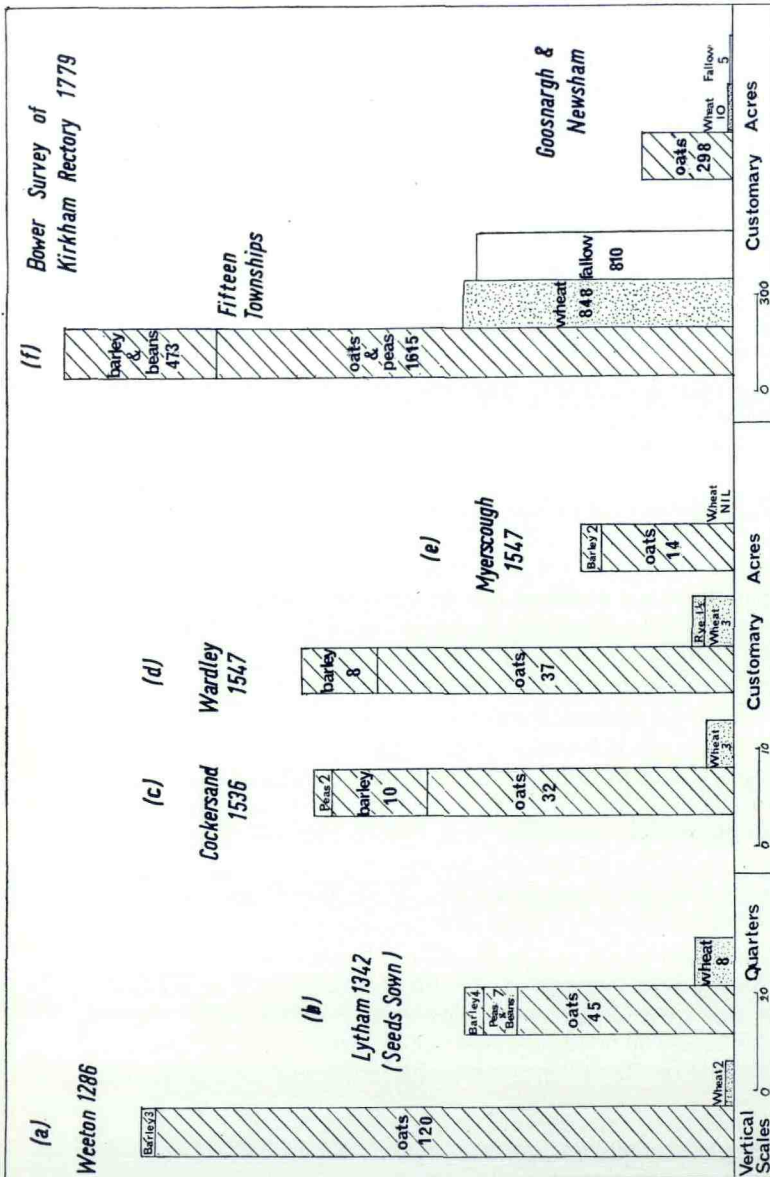 (a)
Weeton 1286
Barley 3
oats
120
Wheat 2
(b)
Lytham 1342
(Seeds Sown)
Barley 4
Peas 7
&
Beans
oats
45
Wheat
8
(c)
Cockersand
1536
Peas 2
barley
10
oats
32
Wheat
3
(d)
Wardley
1547
barley
8
oats
37
Rye 1½
Wheat
3
(e)
Myerscough
1547
Barley 2
oats
14
Wheat
NIL
(f)
Bower Survey of
Kirkham Rectory 1779
Fifteen
Townships
barley
&
beans
473
oats
&
peas
1615
wheat
848
fallow
810
Goosnargh &
Newsham
oats
298
Wheat
10
Fallow
5
Vertical
Scales
0 20
Quarters
0 10
Customary Acres
0 300
Customary Acres